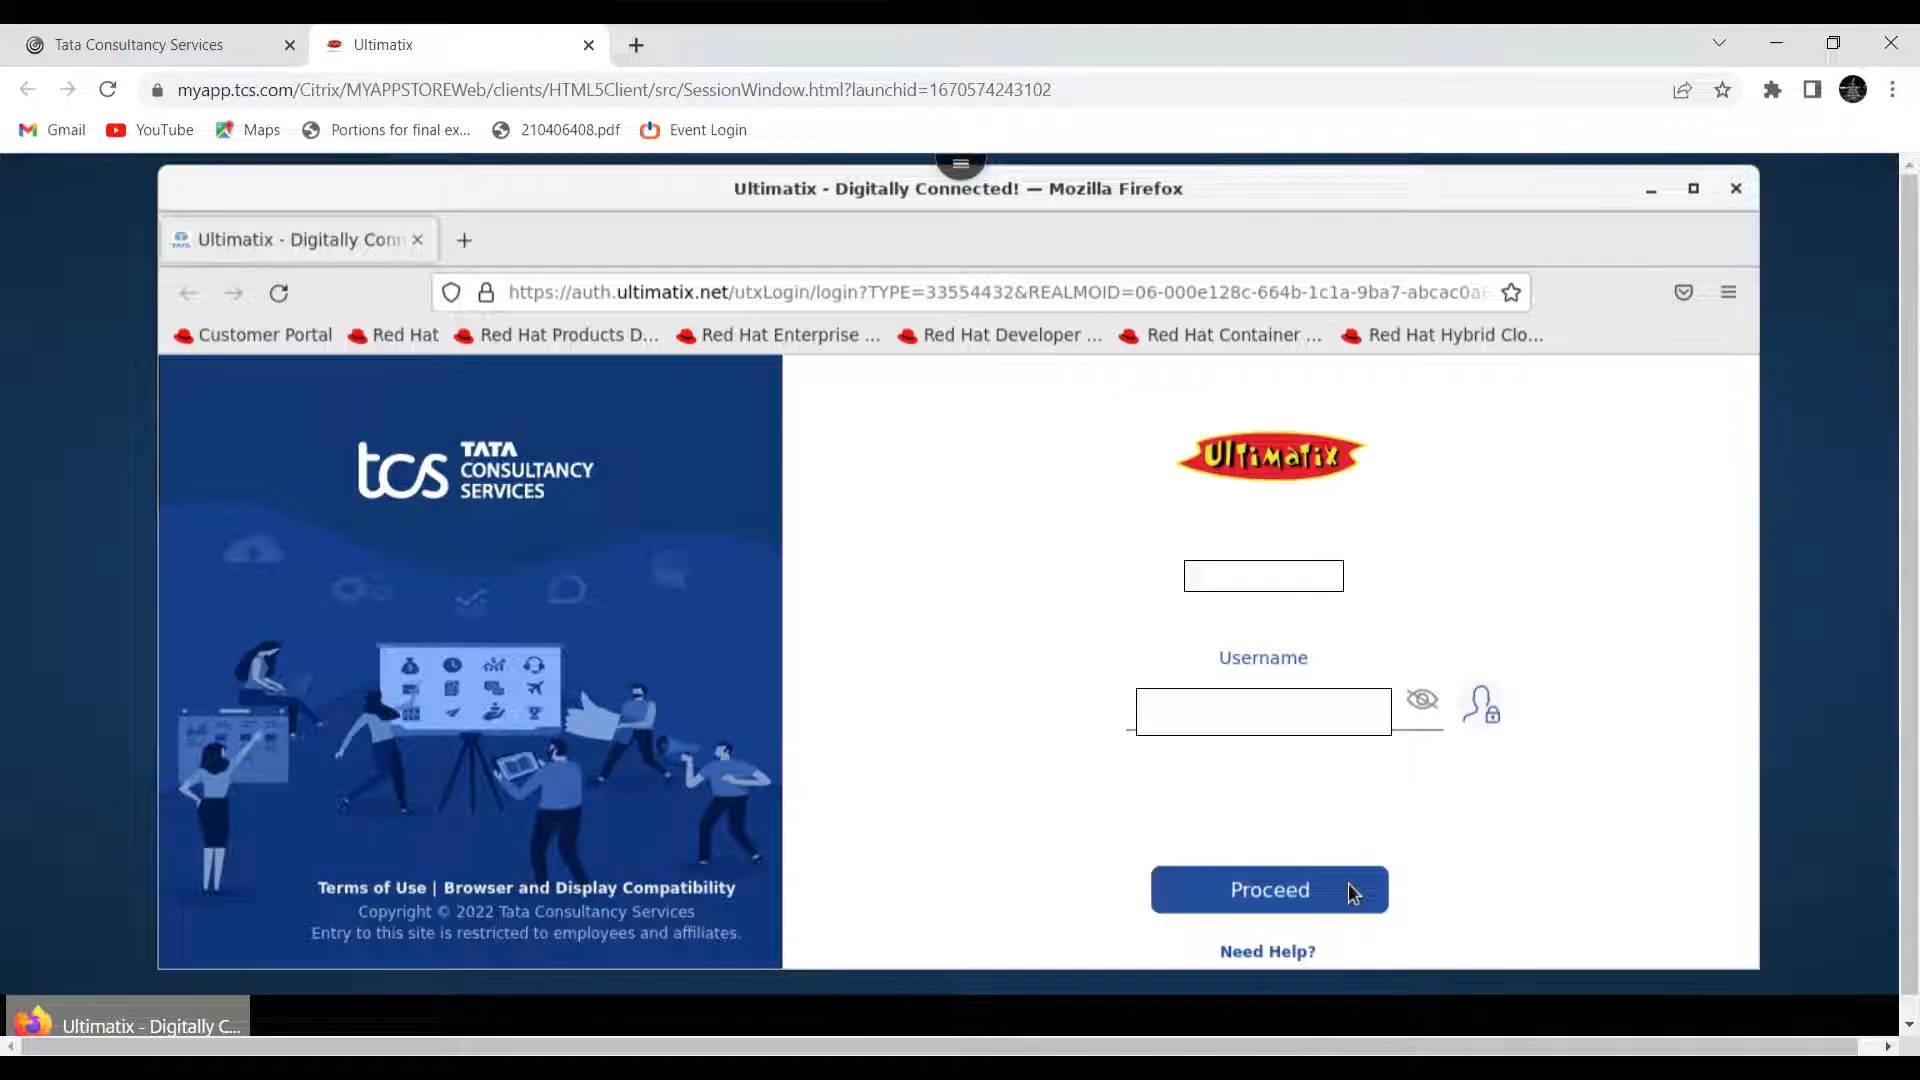 Tata Consultancy Services
Ultimatix
myapp.tcs.com/Citrix/MYAPPSTOREWeb/clients/HTML5Client/src/SessionWindow.html?launchid=1670574243102
Gmail YouTube Maps Portions for final ex... 210406408.pdf Event Login
Ultimatix - Digitally Connected! — Mozilla Firefox
Ultimatix - Digitally Conn
https://auth.ultimatix.net/utxLogin/login?TYPE=33554432&REALMOID=06-000e128c-664b-1c1a-9ba7-abcac0a6
Customer Portal Red Hat Red Hat Products D... Red Hat Enterprise ... Red Hat Developer ... Red Hat Container ... Red Hat Hybrid Clo...
tcs TATA
CONSULTANCY
SERVICES
Terms of Use | Browser and Display Compatibility
Copyright © 2022 Tata Consultancy Services
Entry to this site is restricted to employees and affiliates.
Ultimatix
Username
Proceed
Need Help?
Ultimatix - Digitally C...